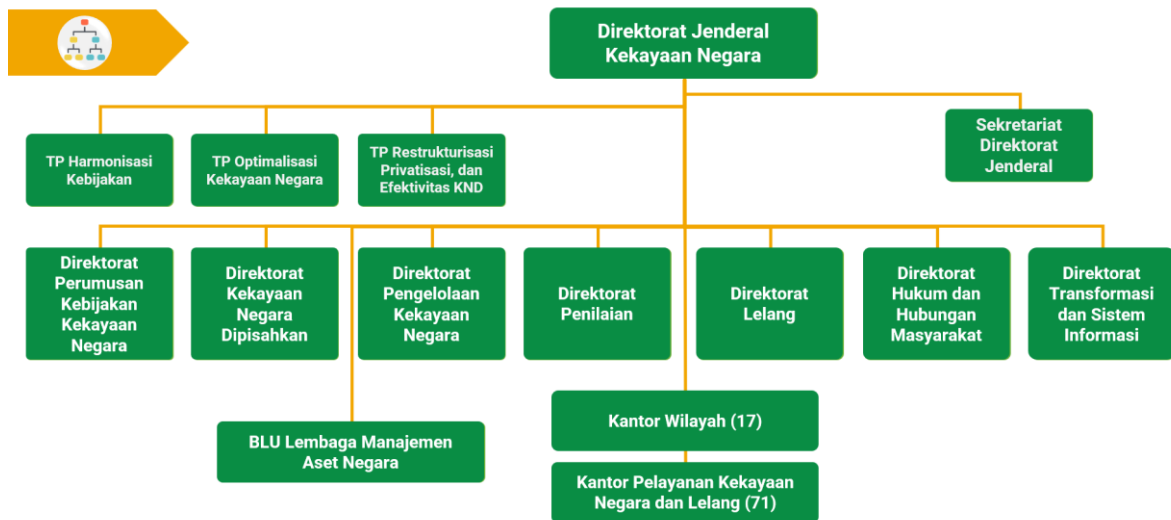 Direktorat Jenderal
Kekayaan Negara
TP Harmonisasi
Kebijakan
TP Optimalisasi
Kekayaan Negara
TP Restrukturisasi
Privatisasi, dan
Efektivitas KND
Sekretariat
Direktorat
Jenderal
Direktorat
Perumusan
Kebijakan
Kekayaan
Negara
Direktorat
Kekayaan
Negara
Dipisahkan
Direktorat
Pengelolaan
Kekayaan
Negara
Direktorat
Penilaian
Direktorat
Lelang
Direktorat
Hukum dan
Hubungan
Masyarakat
Direktorat
Transformasi
dan Sistem
Informasi
BLU Lembaga Manajemen
Aset Negara
Kantor Wilayah (17)
Kantor Pelayanan Kekayaan
Negara dan Lelang (71)